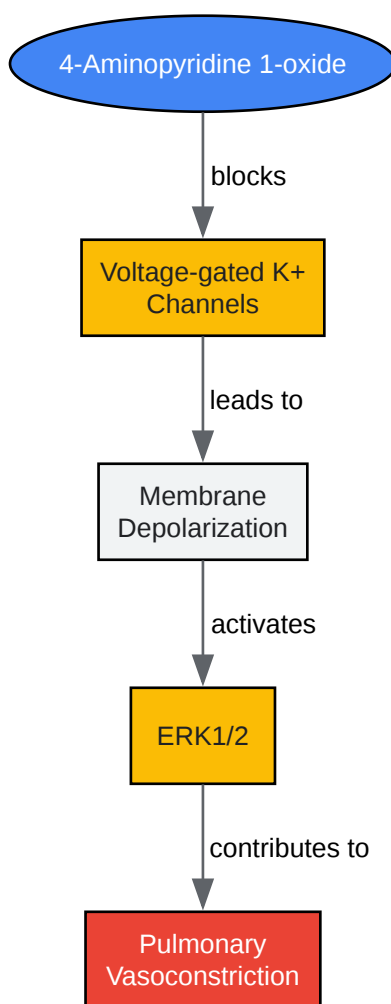 4-Aminopyridine 1-oxide
blocks
Voltage-gated K+
Channels
leads to
Membrane
Depolarization
activates
ERK1/2
contributes to
Pulmonary
Vasoconstriction